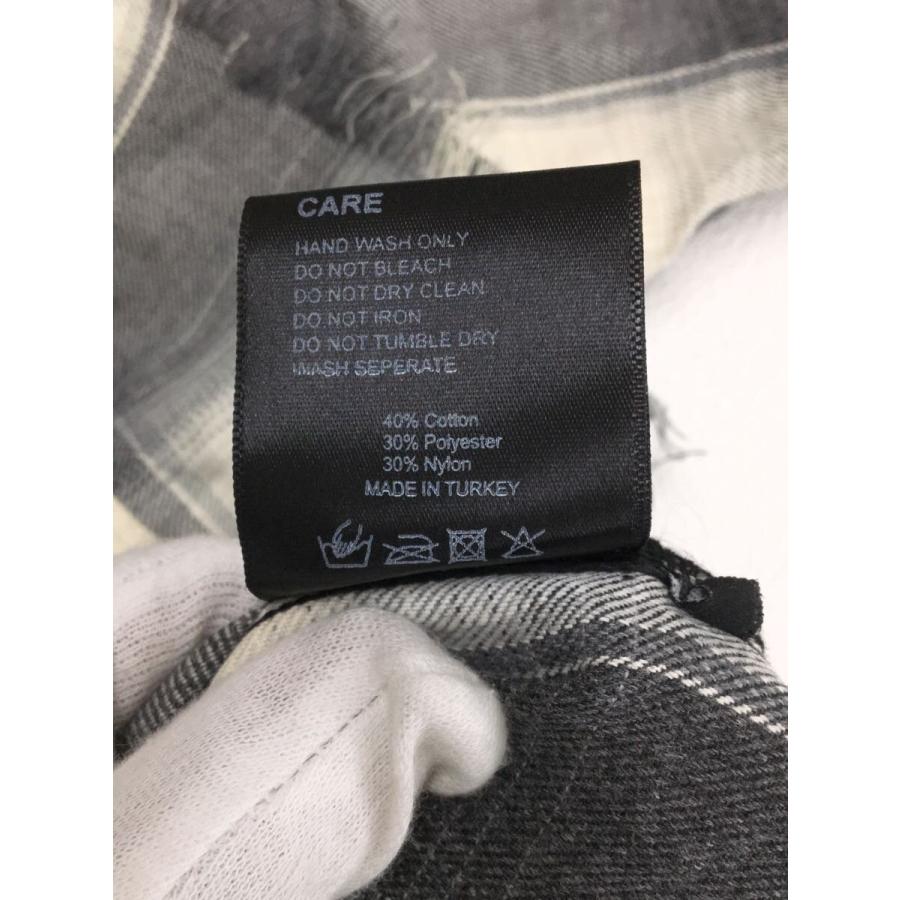 CARE
HAND WASH ONLY
DO NOT BLEACH
DO NOT DRY CLEAN
DO NOT IRON
DO NOT TUMBLE DRY
WASH SEPERATE
40% Cotton
30% Polyester
30% Nylon
MADE IN TURKEY